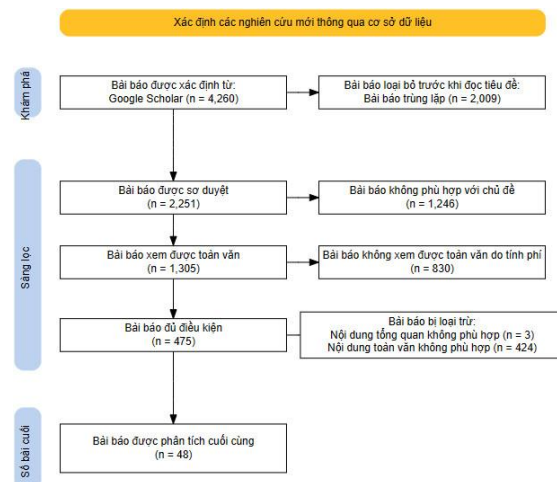 Xác định các nghiên cứu mới thông qua cơ sở dữ liệu
Khám phá
Bài báo được xác định từ:
Google Scholar (n = 4,260)
Bài báo loại bỏ trước khi đọc tiêu đề:
Bài báo trùng lặp (n = 2,009)
Sàng lọc
Bài báo được sơ duyệt
(n = 2,251)
Bài báo không phù hợp với chủ đề
(n = 1,246)
Bài báo xem được toàn văn
(n = 1,305)
Bài báo không xem được toàn văn do tính phí
(n = 830)
Bài báo đủ điều kiện
(n = 475)
Bài báo bị loại trừ:
Nội dung tổng quan không phù hợp (n = 3)
Nội dung toàn văn không phù hợp (n = 424)
Số bài cuối
Bài báo được phân tích cuối cùng
(n = 48)